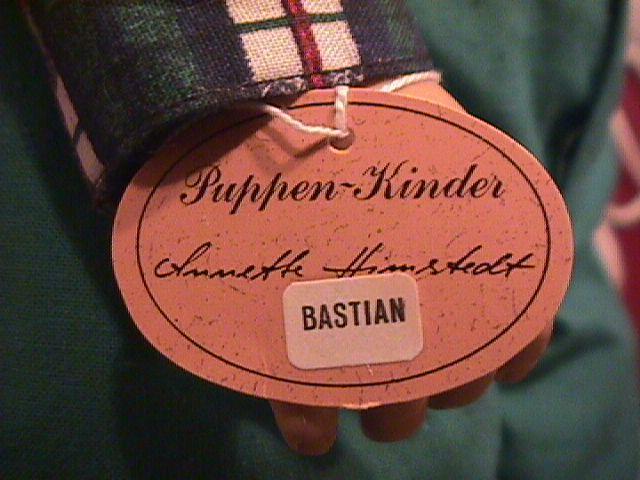 Puppen-Kinder
Annette Himstedt
BASTIAN